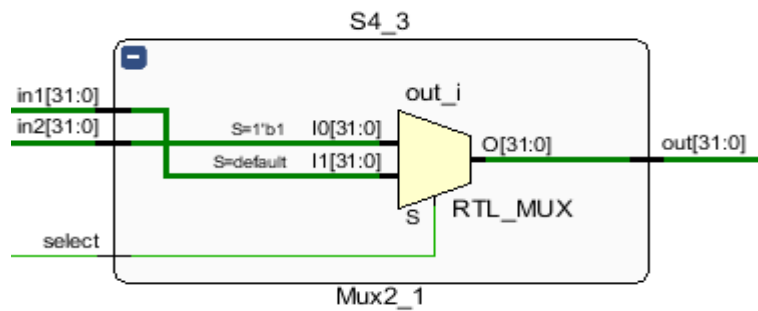 S4_3
out_i
in1[31:0]
in2[31:0]
S=1'b1
I0[31:0]
S=default
I1[31:0]
O[31:0]
out[31:0]
S
RTL_MUX
select
Mux2_1